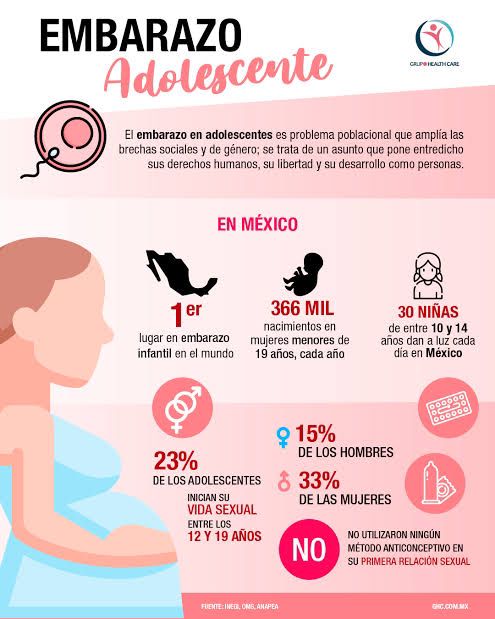 EMBARAZO
Adolescente
GRUPO HEALTH CARE
El embarazo en adolescentes es problema poblacional que amplía las
brechas sociales y de género; se trata de un asunto que pone entredicho
sus derechos humanos, su libertad y su desarrollo como personas.
EN MÉXICO
1er
lugar en embarazo
infantil en el mundo
366 MIL
nacimientos en
mujeres menores de
19 años, cada año
30 NIÑAS
de entre 10 y 14
años dan a luz cada
día en México
23%
DE LOS ADOLESCENTES
INICIAN SU
VIDA SEXUAL
ENTRE LOS
12 Y 19 AÑOS
15%
DE LOS HOMBRES
33%
DE LAS MUJERES
NO
NO UTILIZARON NINGÚN
MÉTODO ANTICONCEPTIVO EN
SU PRIMERA RELACIÓN SEXUAL
FUENTE: INEGI, OMS, ANAPEA
GHC.COM.MX